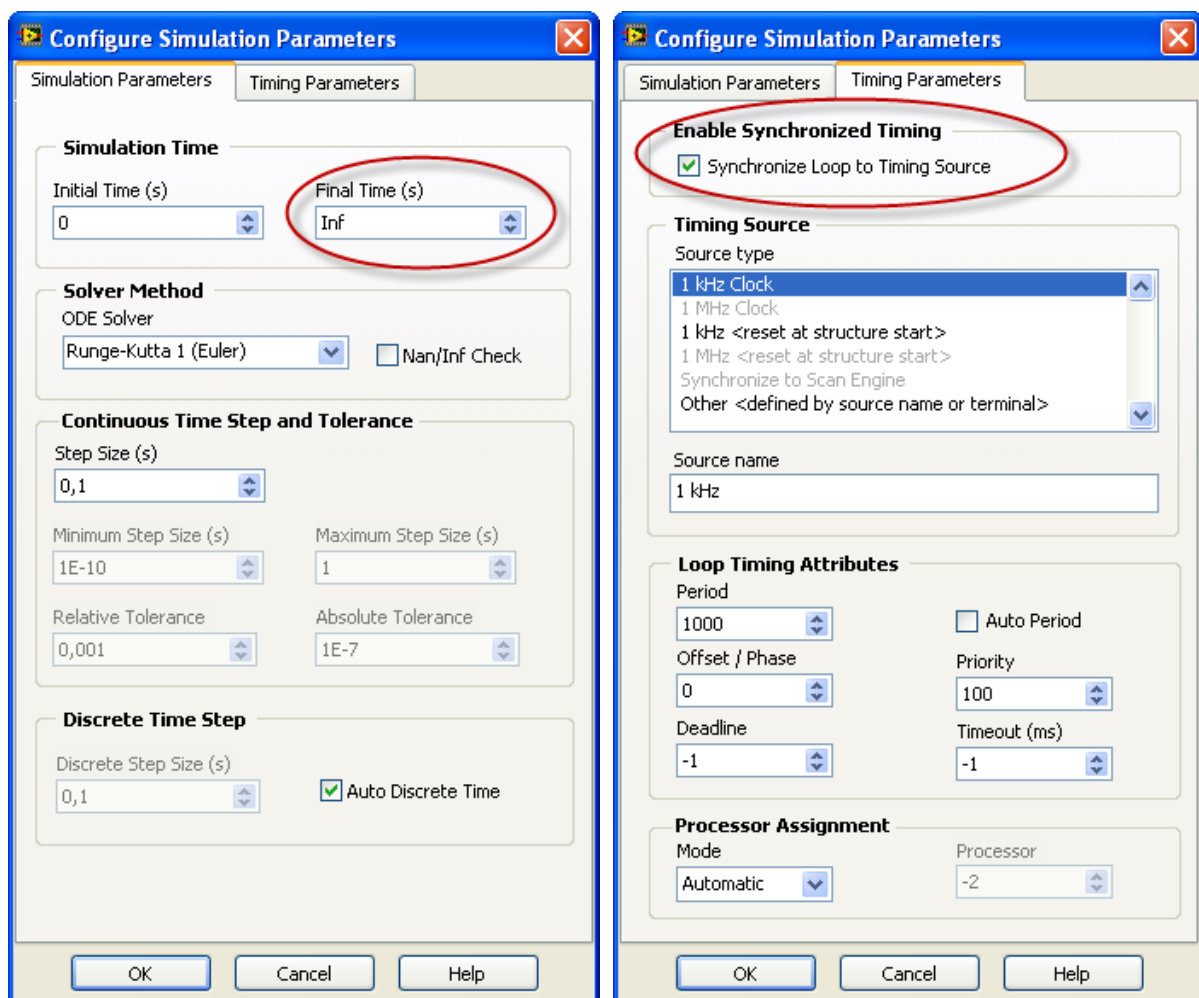 Configure Simulation Parameters
Simulation Parameters Timing Parameters
Simulation Time
Initial Time (s) Final Time (s)
0 Inf
Solver Method
ODE Solver
Runge-Kutta 1 (Euler) Nan/Inf Check
Continuous Time Step and Tolerance
Step Size (s)
0,1
Minimum Step Size (s) Maximum Step Size (s)
1E-10 1
Relative Tolerance Absolute Tolerance
0,001 1E-7
Discrete Time Step
Discrete Step Size (s)
0,1 Auto Discrete Time
OK Cancel Help
Configure Simulation Parameters
Simulation Parameters Timing Parameters
Enable Synchronized Timing
Synchronize Loop to Timing Source
Timing Source
Source type
1 kHz Clock
1 MHz Clock
1 kHz <reset at structure start>
1 MHz <reset at structure start>
Synchronize to Scan Engine
Other <defined by source name or terminal>
Source name
1 kHz
Loop Timing Attributes
Period
1000 Auto Period
Offset / Phase Priority
0 100
Deadline Timeout (ms)
-1 -1
Processor Assignment
Mode Processor
Automatic -2
OK Cancel Help